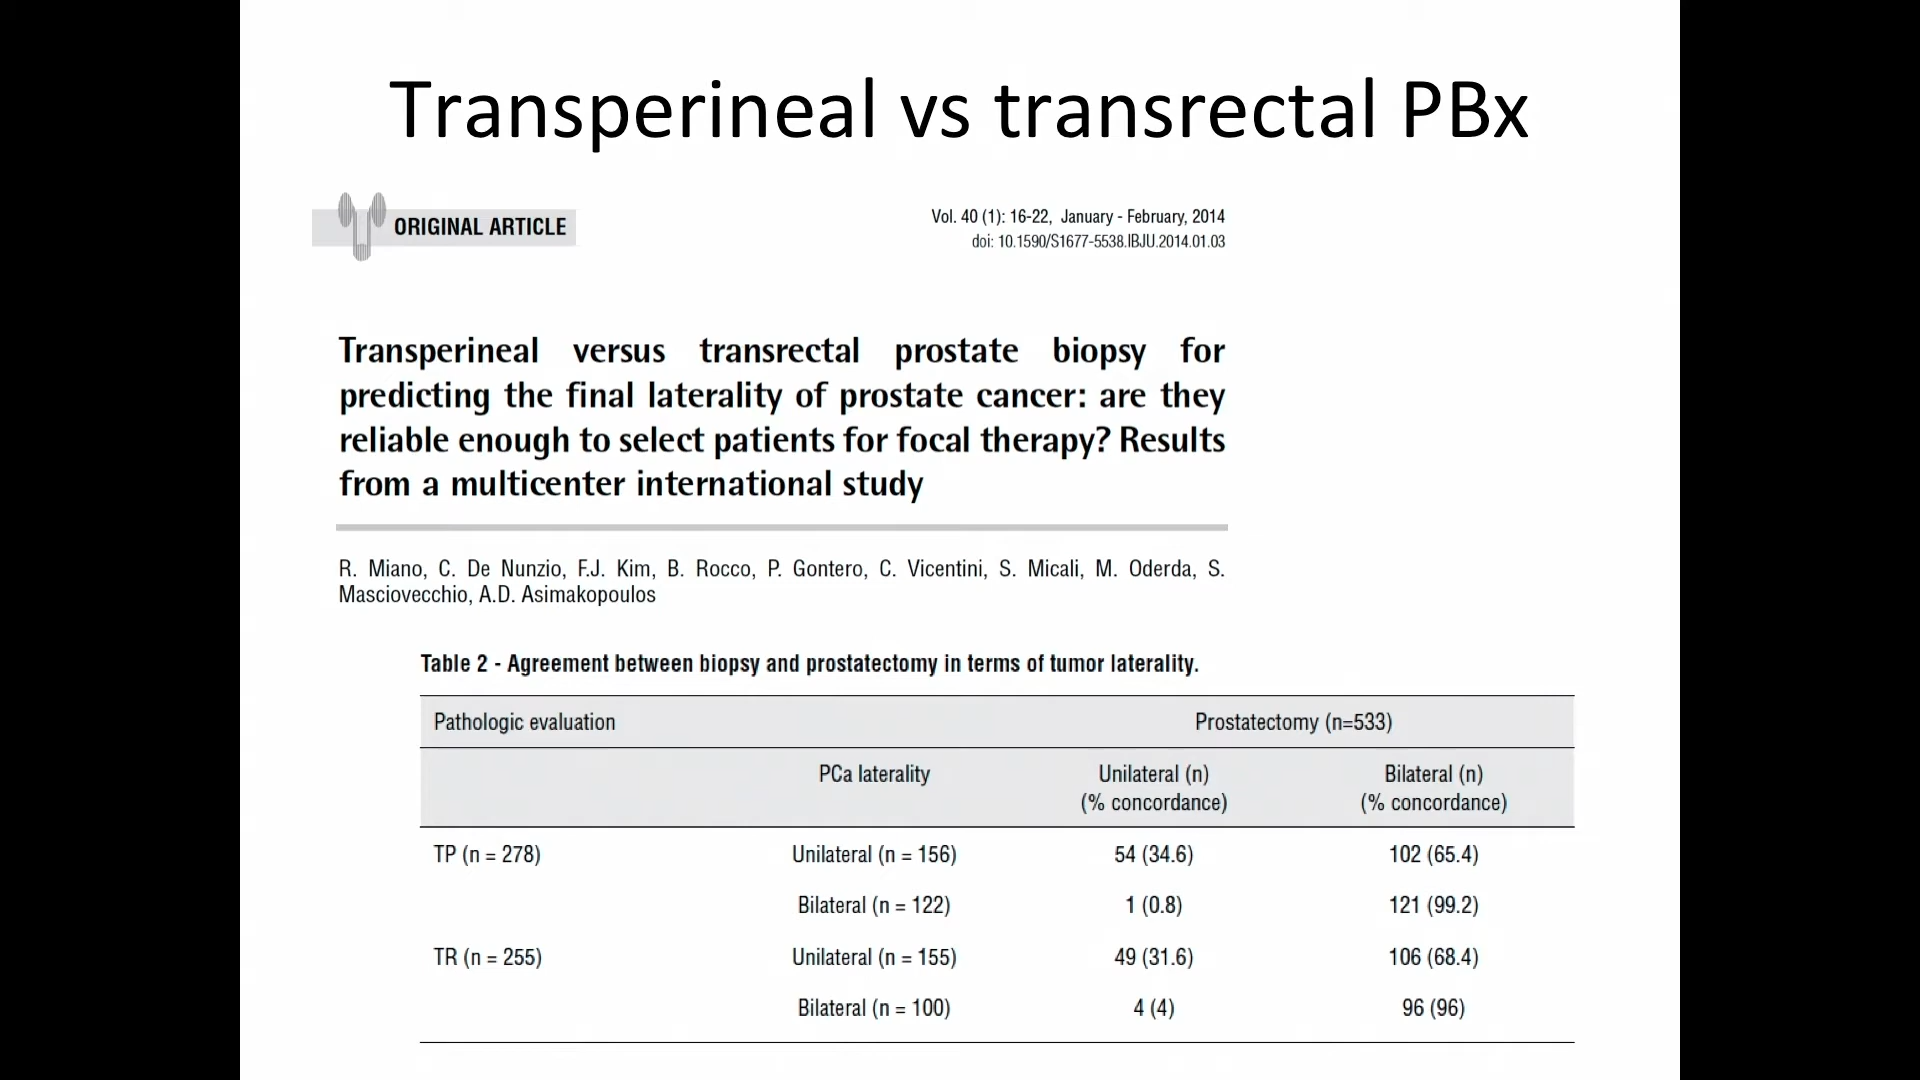 Transperineal vs transrectal PBx
ORIGINAL ARTICLE
Vol. 40 (1): 16-22, January - February, 2014
doi: 10.1590/S1677-5538.IBJU.2014.01.03
Transperineal versus transrectal prostate biopsy for
predicting the final laterality of prostate cancer: are they
reliable enough to select patients for focal therapy? Results
from a multicenter international study
R. Miano, C. De Nunzio, F.J. Kim, B. Rocco, P. Gontero, C. Vicentini, S. Micali, M. Oderda, S.
Masciovecchio, A.D. Asimakopoulos
Table 2 - Agreement between biopsy and prostatectomy in terms of tumor laterality.
Pathologic evaluation Prostatectomy (n=533)
PCa laterality Unilateral (n) Bilateral (n)
(% concordance) (% concordance)
TP (n = 278) Unilateral (n = 156) 54 (34.6) 102 (65.4)
Bilateral (n = 122) 1 (0.8) 121 (99.2)
TR (n = 255) Unilateral (n = 155) 49 (31.6) 106 (68.4)
Bilateral (n = 100) 4 (4) 96 (96)